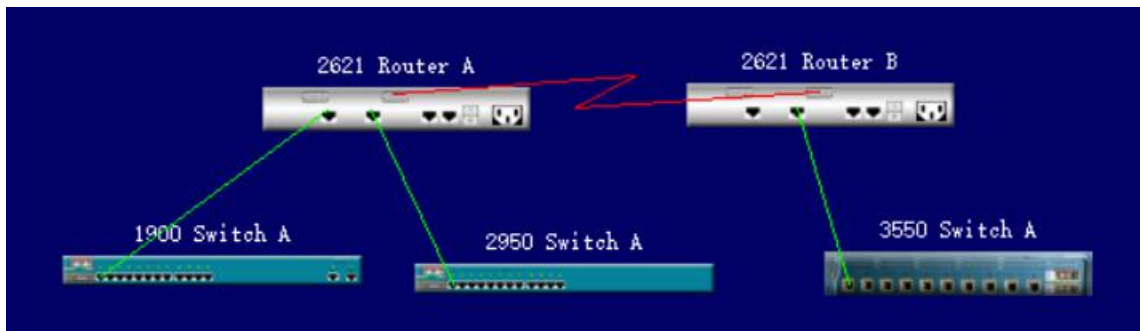 2621 Router A
2621 Router B
1900 Switch A
2950 Switch A
3550 Switch A